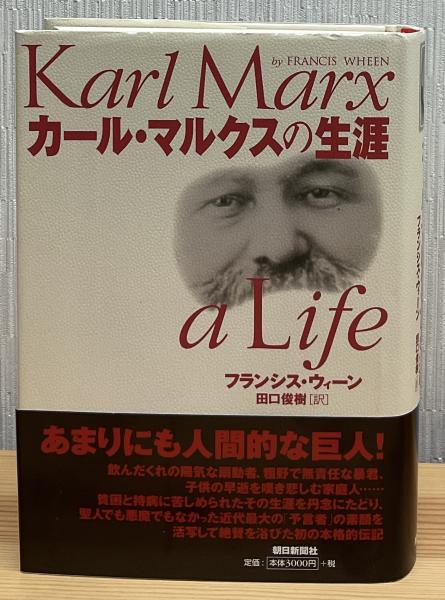 by FRANCIS WHEEN
Karl Marx
カール・マルクスの生涯
a Life
フランシス・ウィーン
田口俊樹[訳]
あまりにも人間的な巨人!
飲んだくれの陽気な扇動者、粗野で無責任な暴君、
子供の早逝を嘆き悲しむ家庭人……
貧困と持病に苦しめられたその生涯を丹念にたどり、
聖人でも悪魔でもなかった近代最大の「予言者」の素顔を
活写して絶賛を浴びた初の本格的伝記
朝日新聞社
定価:本体3000円+税